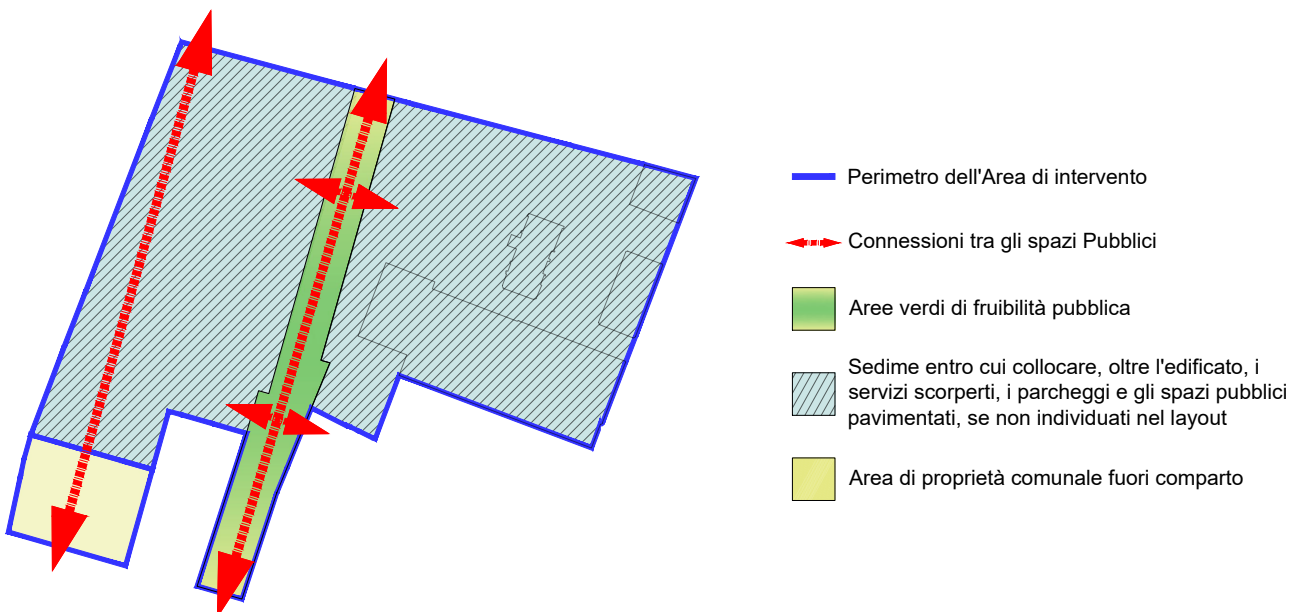 Perimetro dell'Area di intervento
Connessioni tra gli spazi Pubblici
Aree verdi di fruibilità pubblica
Sedime entro cui collocare, oltre l'edificato, i
servizi scorperti, i parcheggi e gli spazi pubblici
pavimentati, se non individuati nel layout
Area di proprietà comunale fuori comparto